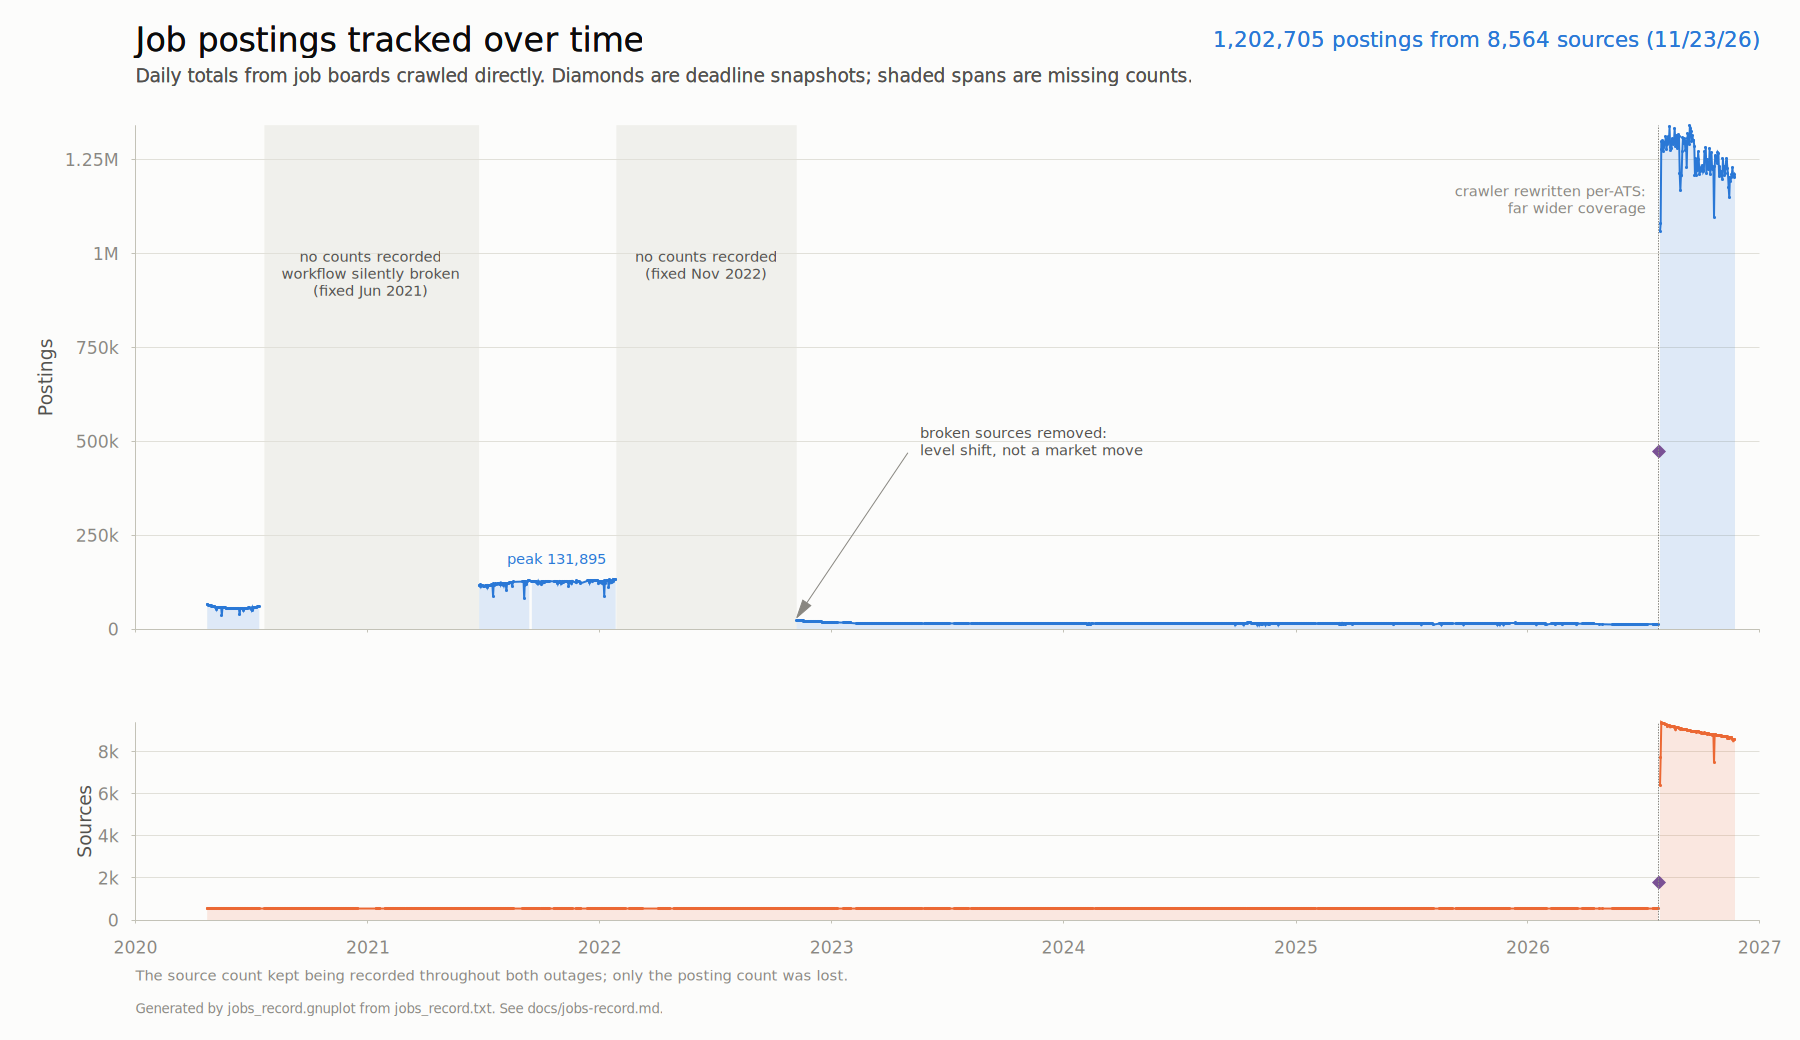 Job postings tracked over time
1,202,705 postings from 8,564 sources (11/23/26)
Daily totals from job boards crawled directly. Diamonds are deadline snapshots; shaded spans are missing counts.
Postings
1.25M
1M
750k
500k
250k
0
no counts recorded
workflow silently broken
(fixed Jun 2021)
no counts recorded
(fixed Nov 2022)
crawler rewritten per-ATS:
far wider coverage
broken sources removed:
level shift, not a market move
peak 131,895
Sources
8k
6k
4k
2k
0
2020 2021 2022 2023 2024 2025 2026 2027
The source count kept being recorded throughout both outages; only the posting count was lost.
Generated by jobs_record.gnuplot from jobs_record.txt. See docs/jobs-record.md.